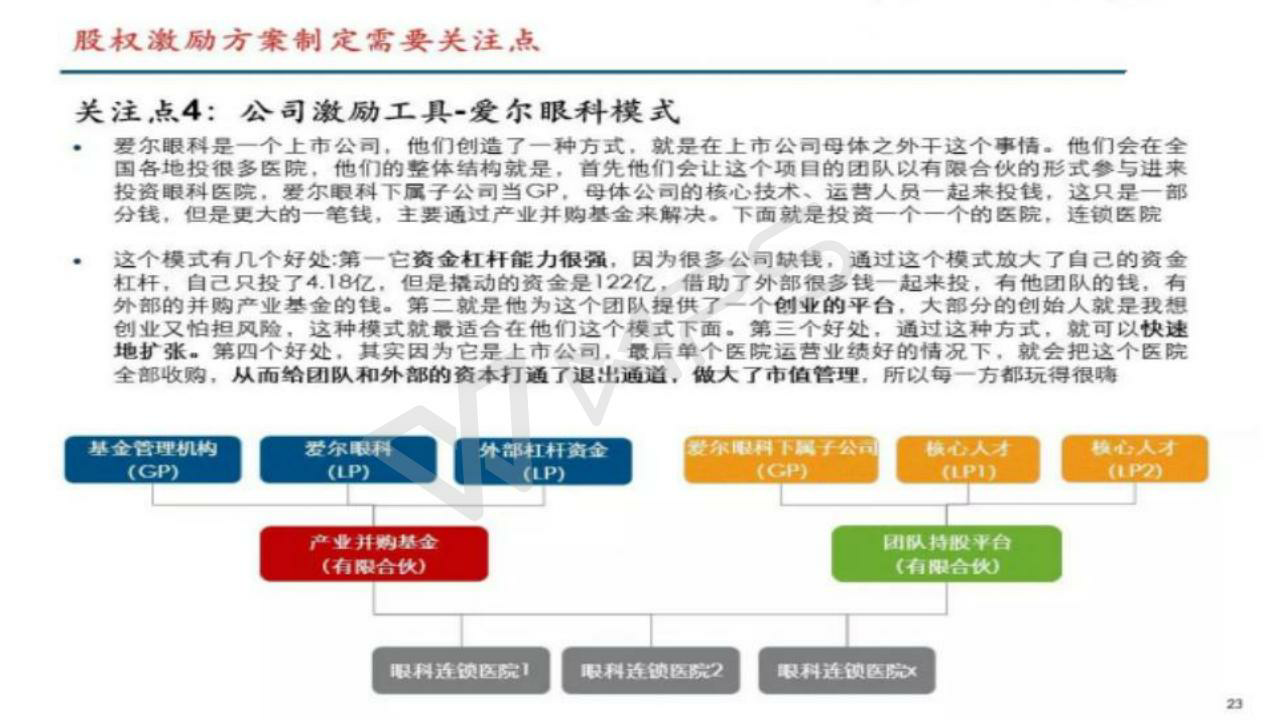 股权激励方案制定需要关注点
关注点4：公司激励工具-爱尔眼科模式
• 爱尔眼科是一个上市公司，他们创造了一种方式，就是在上市公司母体之外干这个事情。他们会在全
国各地投很多医院，他们的整体结构就是，首先他们会让这个项目的团队以有限合伙的形式参与进来
投资眼科医院，爱尔眼科下属子公司当GP，母体公司的核心技术、运营人员一起来投钱，这只是一部
分钱，但是更大的一笔钱，主要通过产业并购基金来解决。下面就是投资一个一个的医院，连锁医院
• 这个模式有几个好处:第一它资金杠杆能力很强，因为很多公司缺钱，通过这个模式放大了自己的资金
杠杆，自己只投了4.18亿，但是撬动的资金是122亿，借助了外部很多钱一起来投，有他团队的钱，有
外部的并购产业基金的钱。第二就是他为这个团队提供了一个创业的平台，大部分的创始人就是我想
创业又怕担风险，这种模式就最适合在他们这个模式下面。第三个好处，通过这种方式，就可以快速
地扩张。第四个好处，其实因为它是上市公司，最后单个医院运营业绩好的情况下，就会把这个医院
全部收购，从而给团队和外部的资本打通了退出通道，做大了市值管理，所以每一方都玩得很嗨
基金管理机构
(GP)
爱尔眼科
(LP)
外部杠杆资金
(LP)
爱尔眼科下属子公司
(GP)
核心人才
(LP1)
核心人才
(LP2)
产业并购基金
（有限合伙）
团队持股平台
（有限合伙）
眼科连锁医院1
眼科连锁医院2
眼科连锁医院x
23